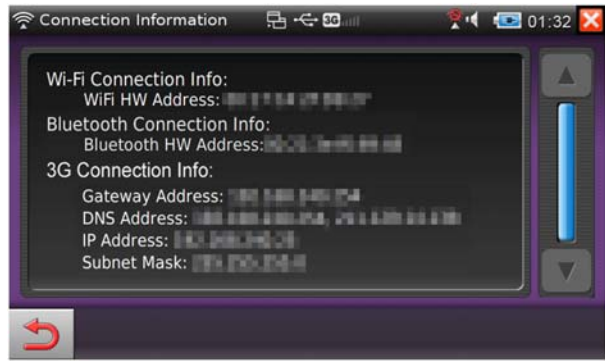 Connection Information 3G 01:32
Wi-Fi Connection Info:
WiFi HW Address:
Bluetooth Connection Info:
Bluetooth HW Address:
3G Connection Info:
Gateway Address:
DNS Address:
IP Address:
Subnet Mask: